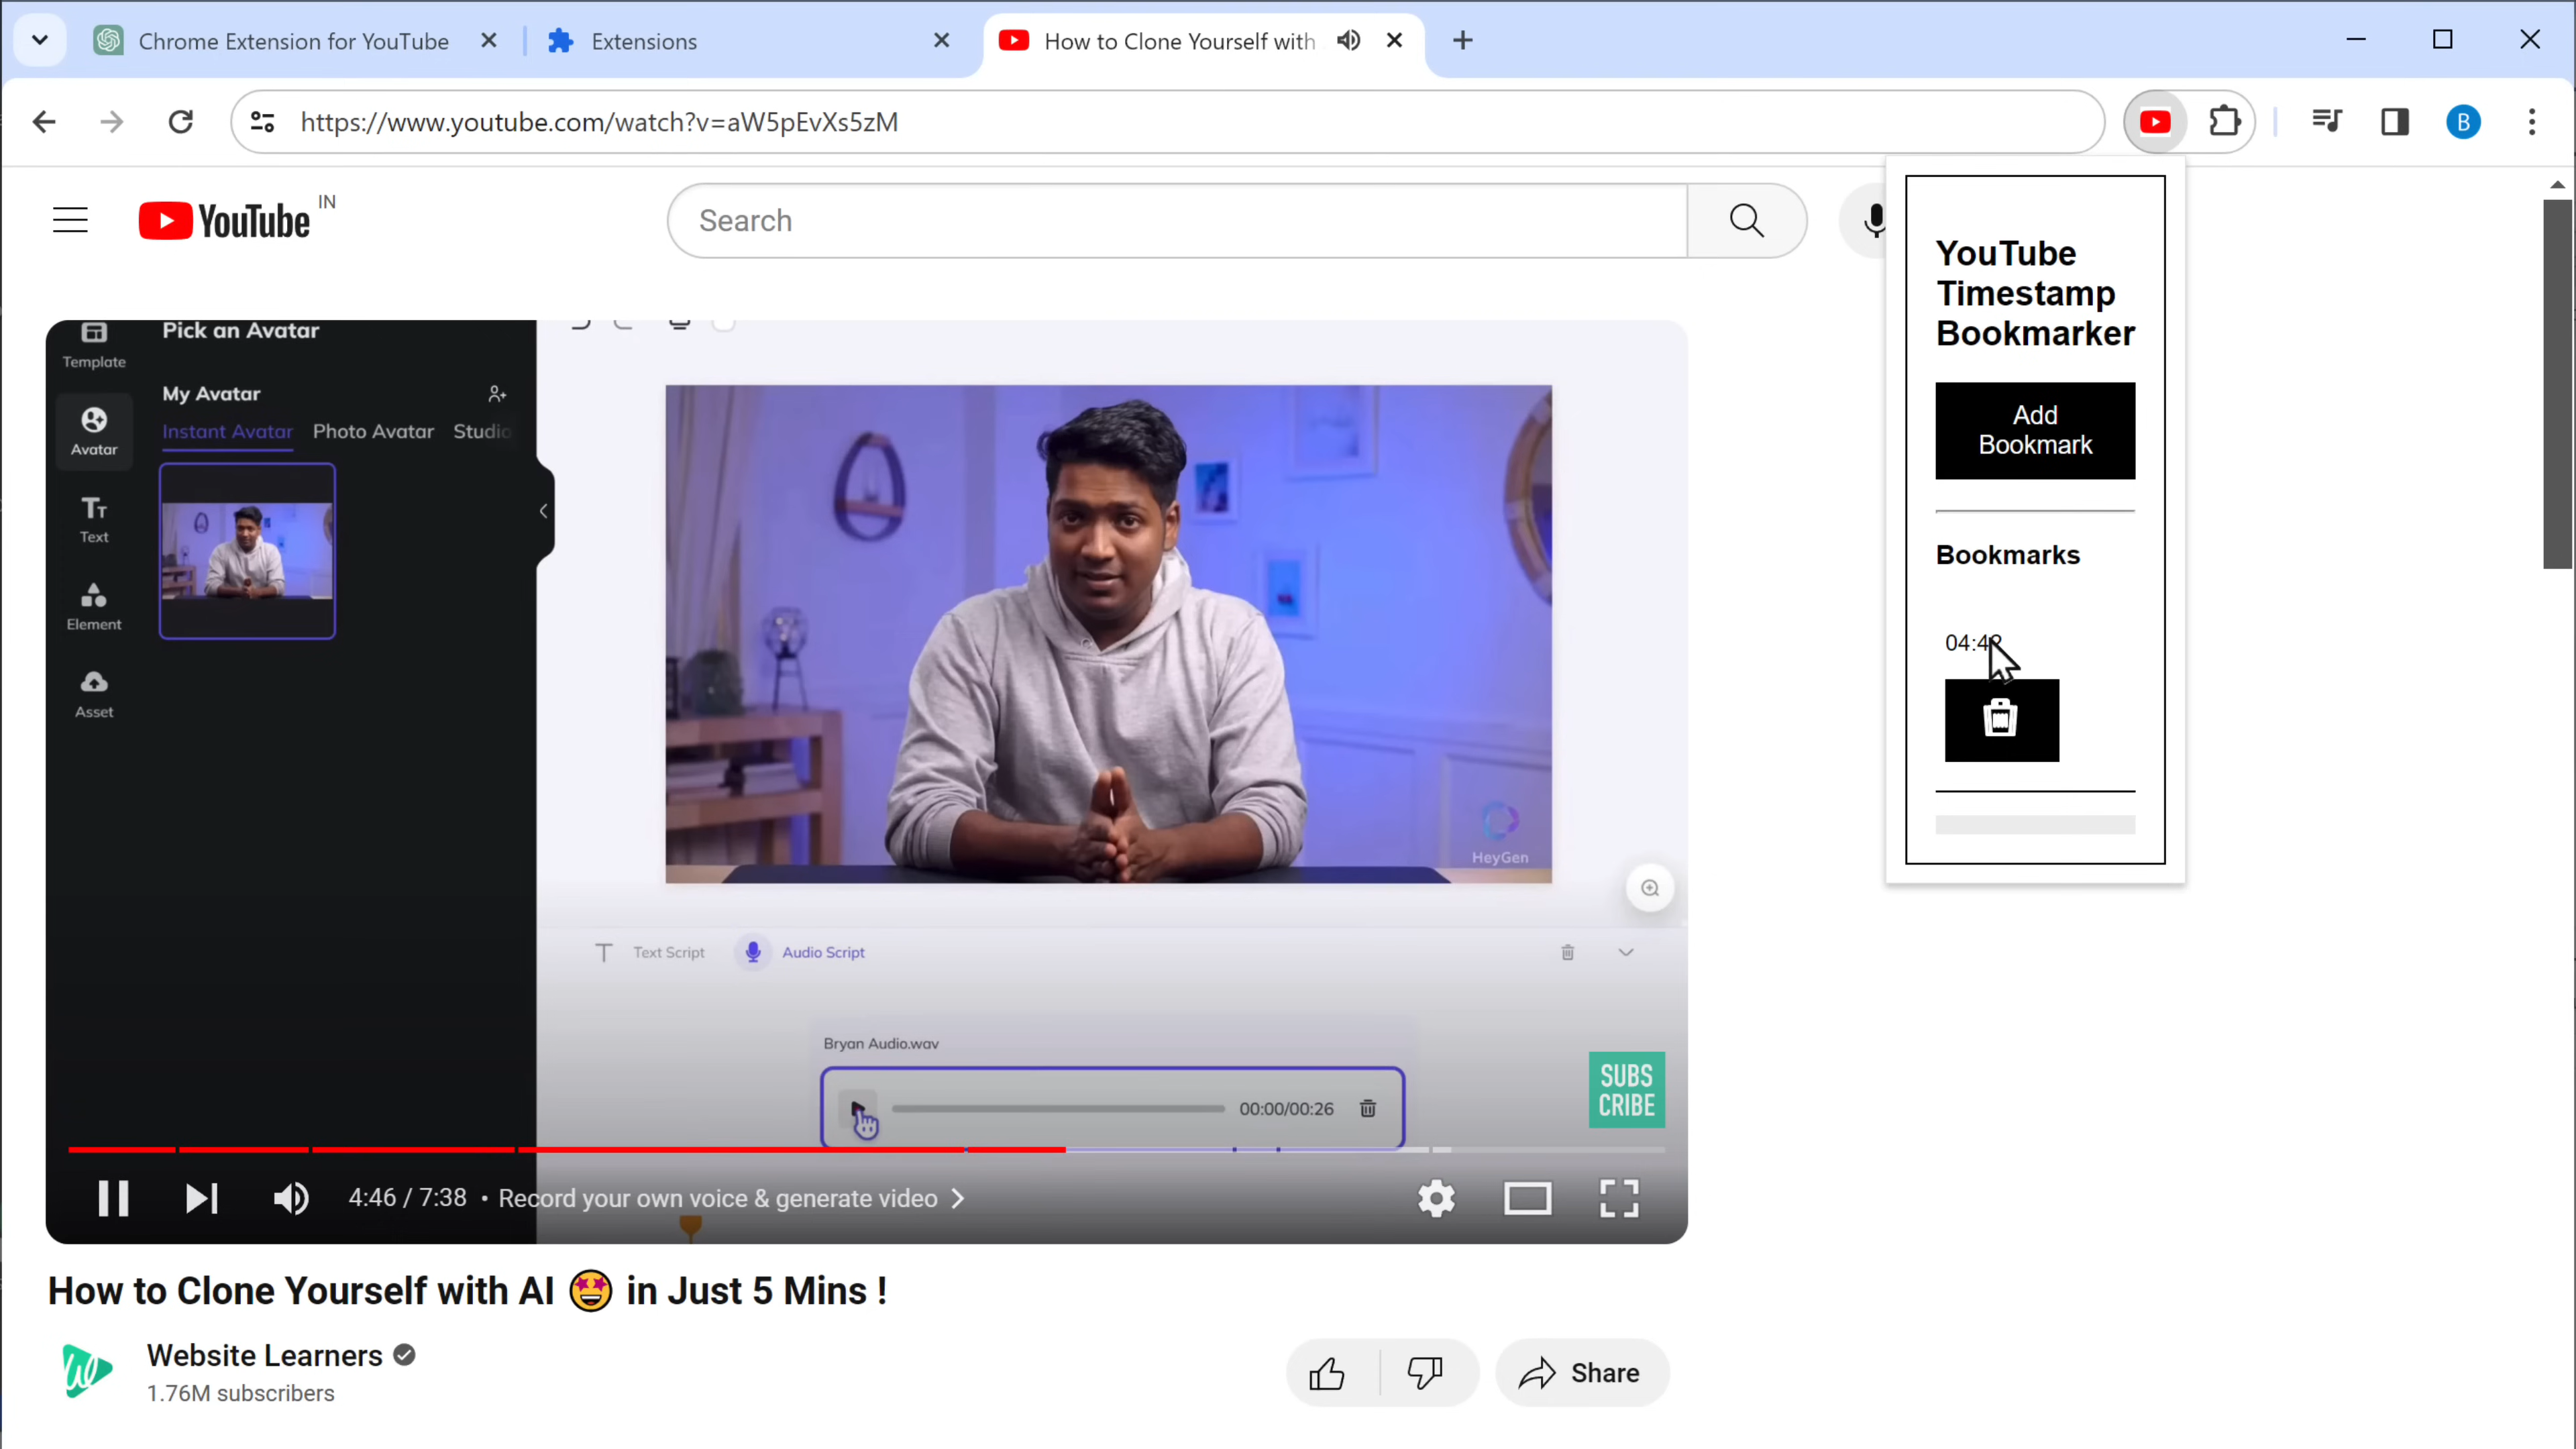 Chrome Extension for YouTube
Extensions
How to Clone Yourself with
https://www.youtube.com/watch?v=aW5pEvXs5zM
B
YouTube IN
Search
YouTube
Timestamp
Bookmarker
Add
Bookmark
Bookmarks
Pick an Avatar
Template
My Avatar
Instant Avatar Photo Avatar Studio
Avatar
Text
Element
Asset
HeyGen
Text Script Audio Script
Bryan Audio.wav
00:00/00:26
SUBS
CRIBE
4:46 / 7:38 • Record your own voice & generate video
How to Clone Yourself with AI 🤩 in Just 5 Mins !
Website Learners
1.76M subscribers
Share